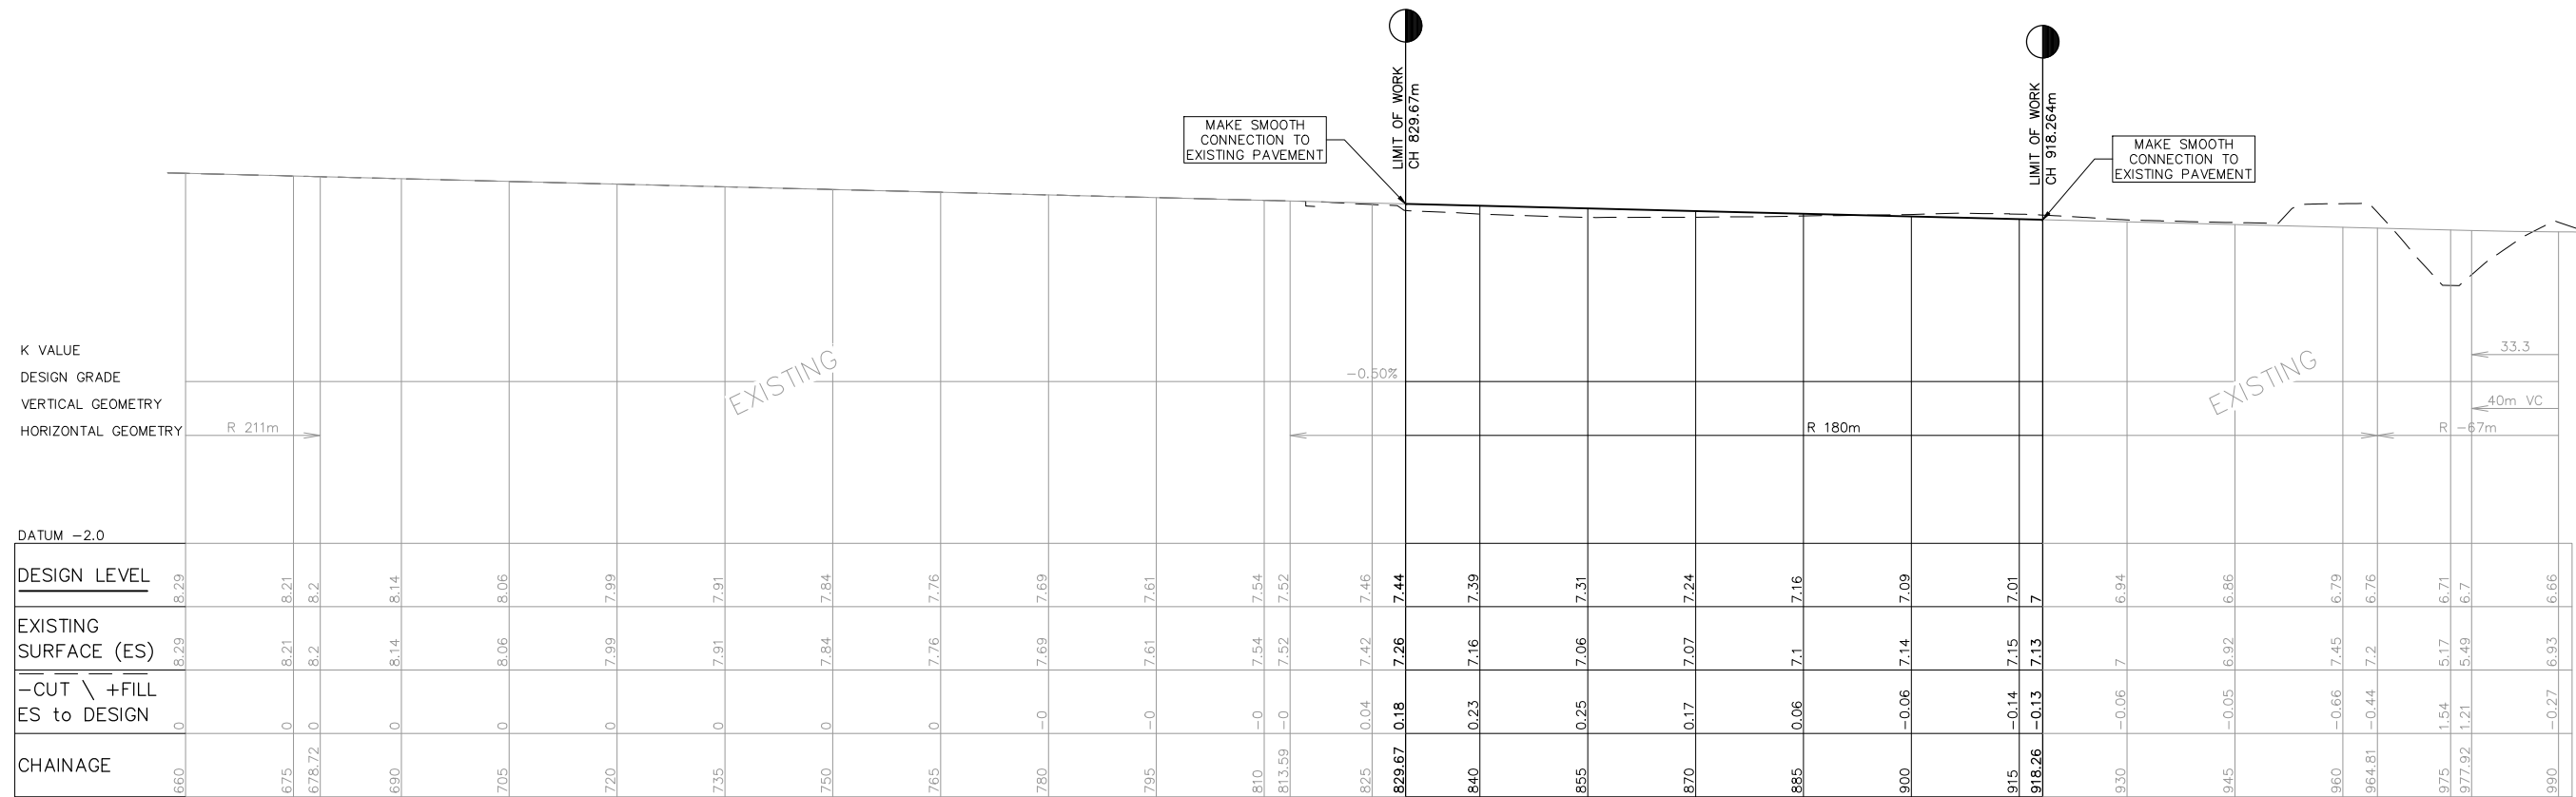 LIMIT OF WORK
CH 829.67m
LIMIT OF WORK
CH 918.264m
MAKE SMOOTH
CONNECTION TO
EXISTING PAVEMENT
MAKE SMOOTH
CONNECTION TO
EXISTING PAVEMENT
EXISTING
EXISTING
K VALUE
33.3
DESIGN GRADE
-0.50%
VERTICAL GEOMETRY
40m VC
HORIZONTAL GEOMETRY
R 211m
R 180m
R -67m
DATUM -2.0
DESIGN LEVEL
8.29 8.21 8.2 8.14 8.06 7.99 7.91 7.84 7.76 7.69 7.61 7.54 7.52 7.46 7.44 7.39 7.31 7.24 7.16 7.09 7.01 7 6.94 6.86 6.79 6.76 6.71 6.7 6.66
EXISTING
SURFACE (ES)
8.29 8.21 8.2 8.14 8.06 7.99 7.91 7.84 7.76 7.69 7.61 7.54 7.52 7.42 7.26 7.16 7.06 7.07 7.1 7.14 7.15 7.13 7 6.92 7.45 7.2 5.17 5.49 6.93
-CUT \ +FILL
ES to DESIGN
0 0 0 0 0 0 0 0 0 -0 -0 -0 -0 0.04 0.18 0.23 0.25 0.17 0.06 -0.06 -0.14 -0.13 -0.06 -0.05 -0.66 -0.44 1.54 1.21 -0.27
CHAINAGE
660 675 678.72 690 705 720 735 750 765 780 795 810 813.59 825 829.67 840 855 870 885 900 915 918.26 930 945 960 964.81 975 977.92 990